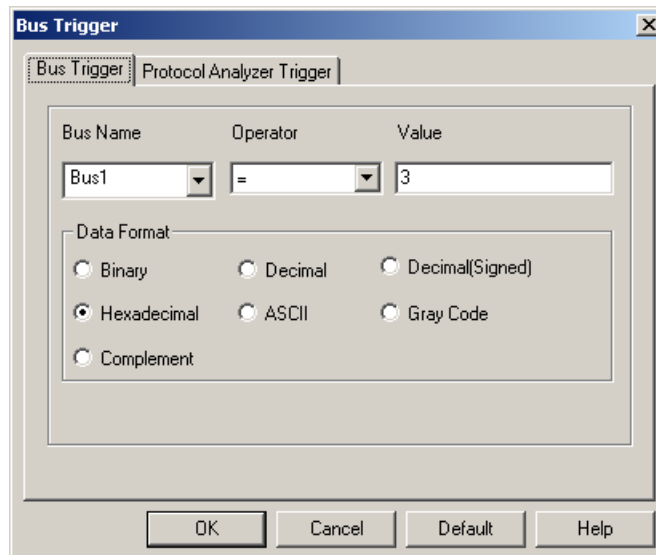 Bus Trigger
Bus Trigger Protocol Analyzer Trigger
Bus Name Operator Value
Bus1 = 3
Data Format
Binary Decimal Decimal(Signed)
Hexadecimal ASCII Gray Code
Complement
OK Cancel Default Help